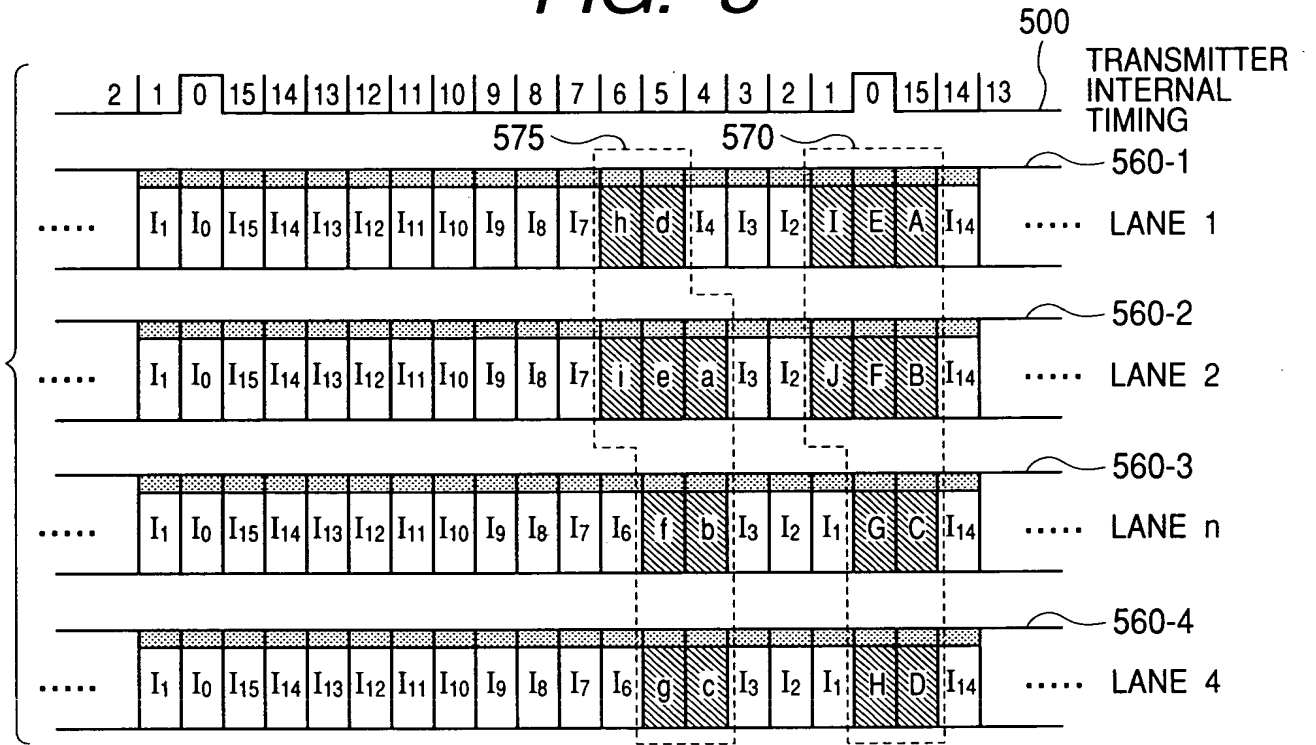 500
2 1 0 15 14 13 12 11 10 9 8 7 6 5 4 3 2 1 0 15 14 13
TRANSMITTER
INTERNAL
TIMING
575
570
560-1
..... I1 I0 I15 I14 I13 I12 I11 I10 I9 I8 I7 h d I4 I3 I2 I E A I14 ..... LANE 1
560-2
..... I1 I0 I15 I14 I13 I12 I11 I10 I9 I8 I7 i e a I3 I2 J F B I14 ..... LANE 2
560-3
..... I1 I0 I15 I14 I13 I12 I11 I10 I9 I8 I7 I6 f b I3 I2 I1 G C I14 ..... LANE n
560-4
..... I1 I0 I15 I14 I13 I12 I11 I10 I9 I8 I7 I6 g c I3 I2 I1 H D I14 ..... LANE 4